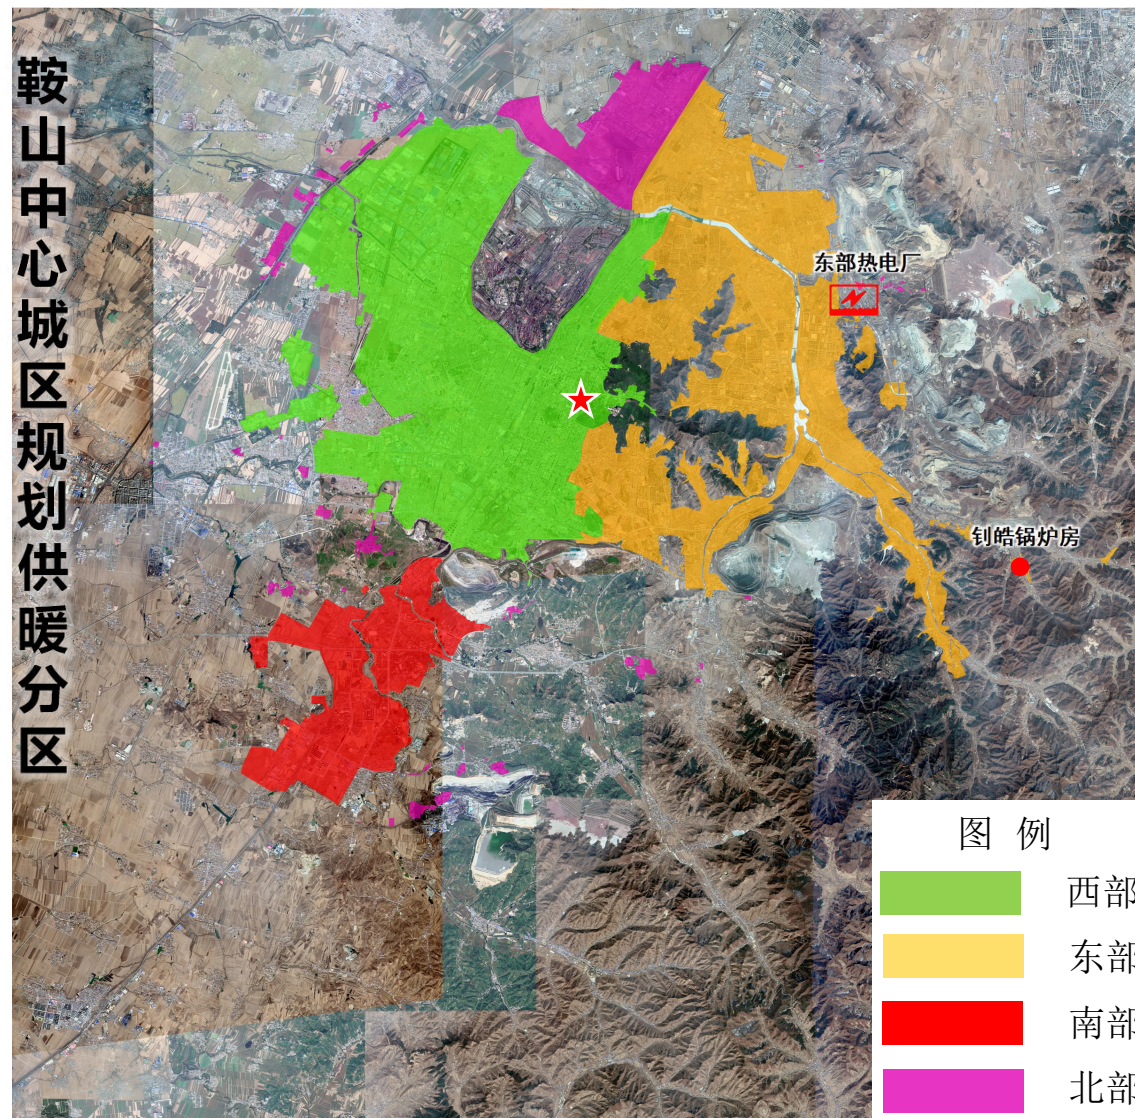 鞍山中心城区规划供暖分区
东部热电厂
钊皓锅炉房
图 例
西部
东部
南部
北部